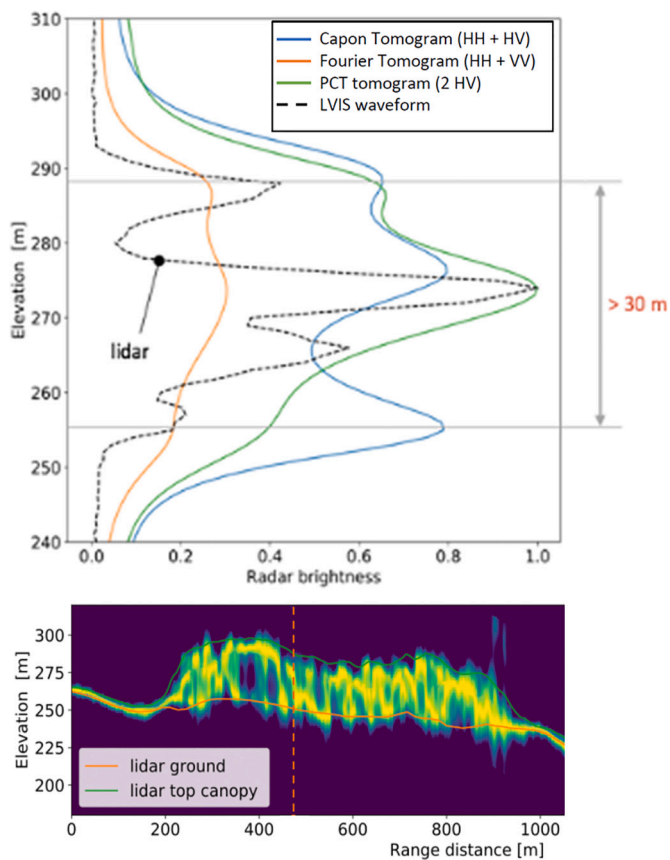 310
300
290
280
270
260
250
240
Elevation [m]
Capon Tomogram (HH + HV)
Fourier Tomogram (HH + VV)
PCT tomogram (2 HV)
LVIS waveform
lidar
> 30 m
0.0 0.2 0.4 0.6 0.8 1.0
Radar brightness
300
275
250
225
200
Elevation [m]
lidar ground
lidar top canopy
0 200 400 600 800 1000
Range distance [m]